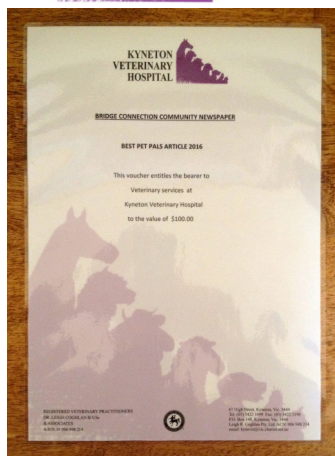 KYNETON
VETERINARY
HOSPITAL
BRIDGE CONNECTION COMMUNITY NEWSPAPER
BEST PET PALS ARTICLE 2016
This voucher entitles the bearer to
Veterinary services at
Kyneton Veterinary Hospital
to the value of $100.00
REGISTERED VETERINARY PRACTITIONERS
& ASSOCIATES